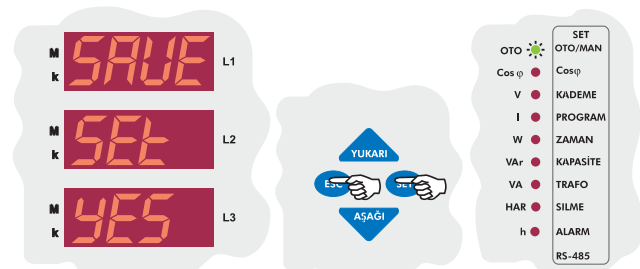 M
k
SAVE
L1
M
k
SEt
L2
M
k
yES
L3
YUKARI
ESC
SET
AŞAĞI
SET
OTO
OTO/MAN
Cos φ
Cosφ
V
KADEME
I
PROGRAM
W
ZAMAN
VAr
KAPASİTE
VA
TRAFO
HAR
SILME
h
ALARM
RS-485